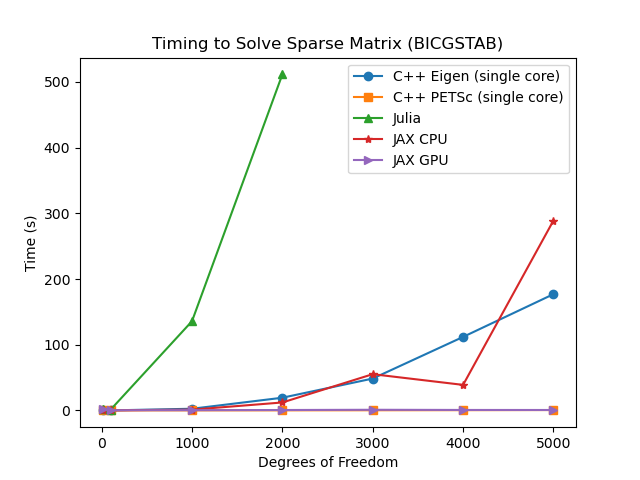 Timing to Solve Sparse Matrix (BICGSTAB)
C++ Eigen (single core)
C++ PETSc (single core)
Julia
JAX CPU
JAX GPU
Time (s)
500
400
300
200
100
0
0 1000 2000 3000 4000 5000
Degrees of Freedom